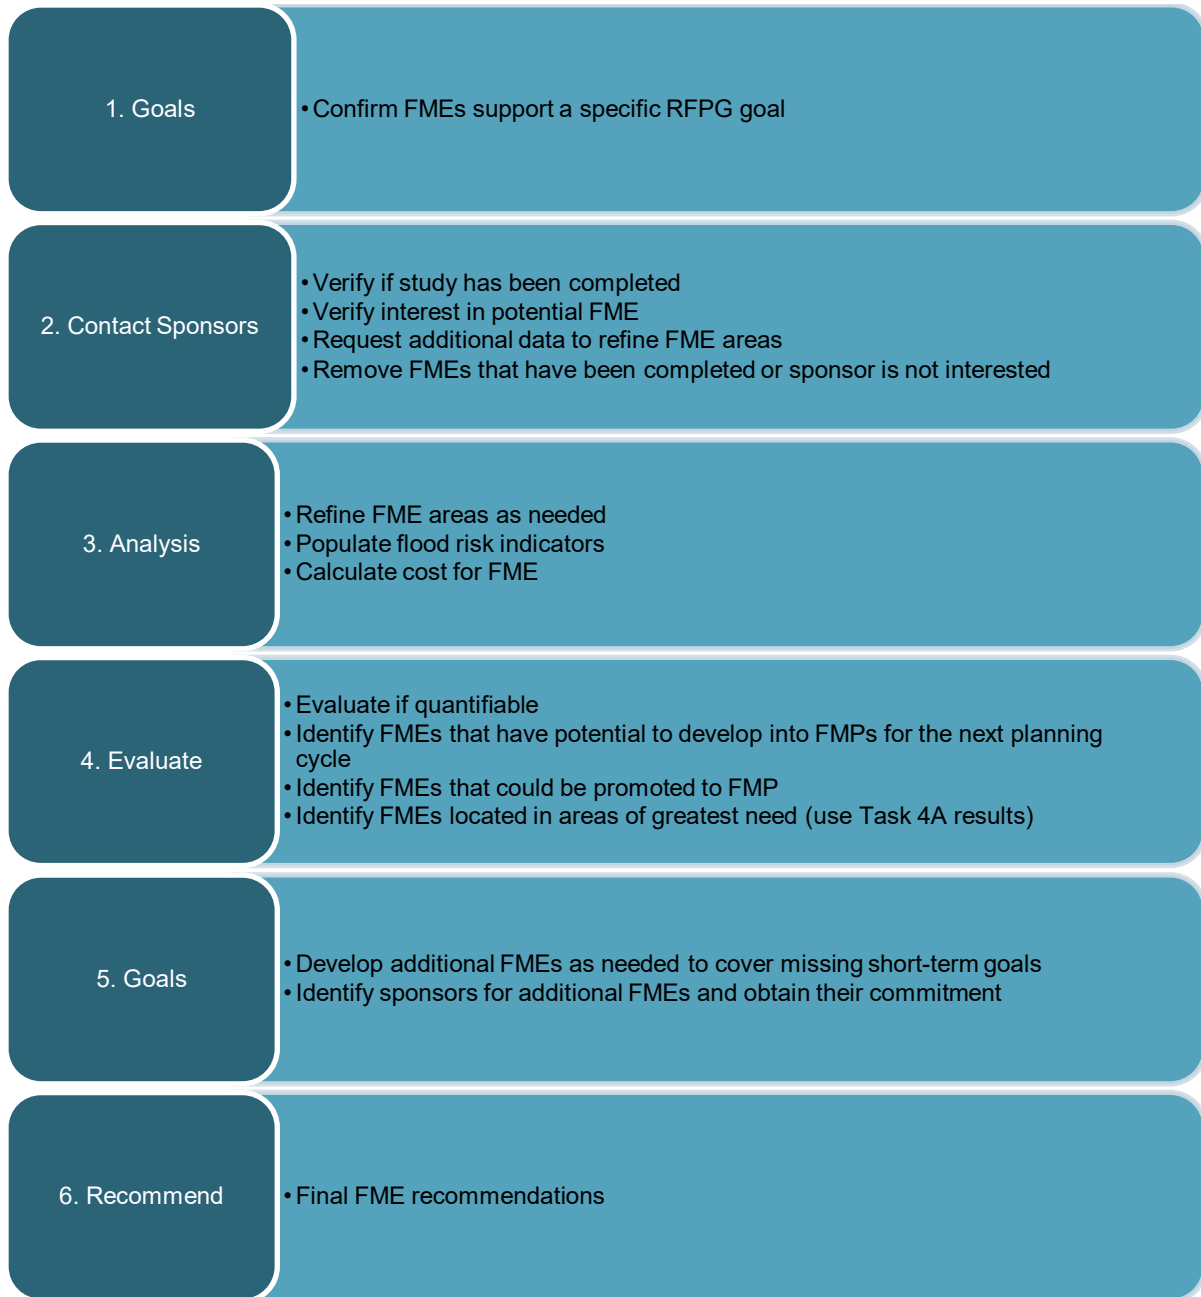 1. Goals
• Confirm FMEs support a specific RFPG goal
2. Contact Sponsors
• Verify if study has been completed
• Verify interest in potential FME
• Request additional data to refine FME areas
• Remove FMEs that have been completed or sponsor is not interested
3. Analysis
• Refine FME areas as needed
• Populate flood risk indicators
• Calculate cost for FME
4. Evaluate
• Evaluate if quantifiable
• Identify FMEs that have potential to develop into FMPs for the next planning
cycle
• Identify FMEs that could be promoted to FMP
• Identify FMEs located in areas of greatest need (use Task 4A results)
5. Goals
• Develop additional FMEs as needed to cover missing short-term goals
• Identify sponsors for additional FMEs and obtain their commitment
6. Recommend
• Final FME recommendations